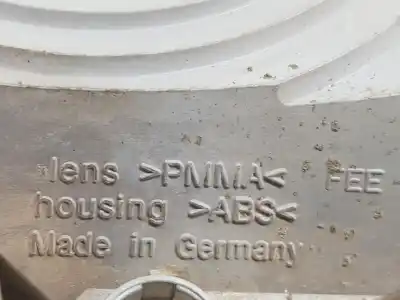 lens >PMMA< FEE
housing >ABS<
Made in Germany